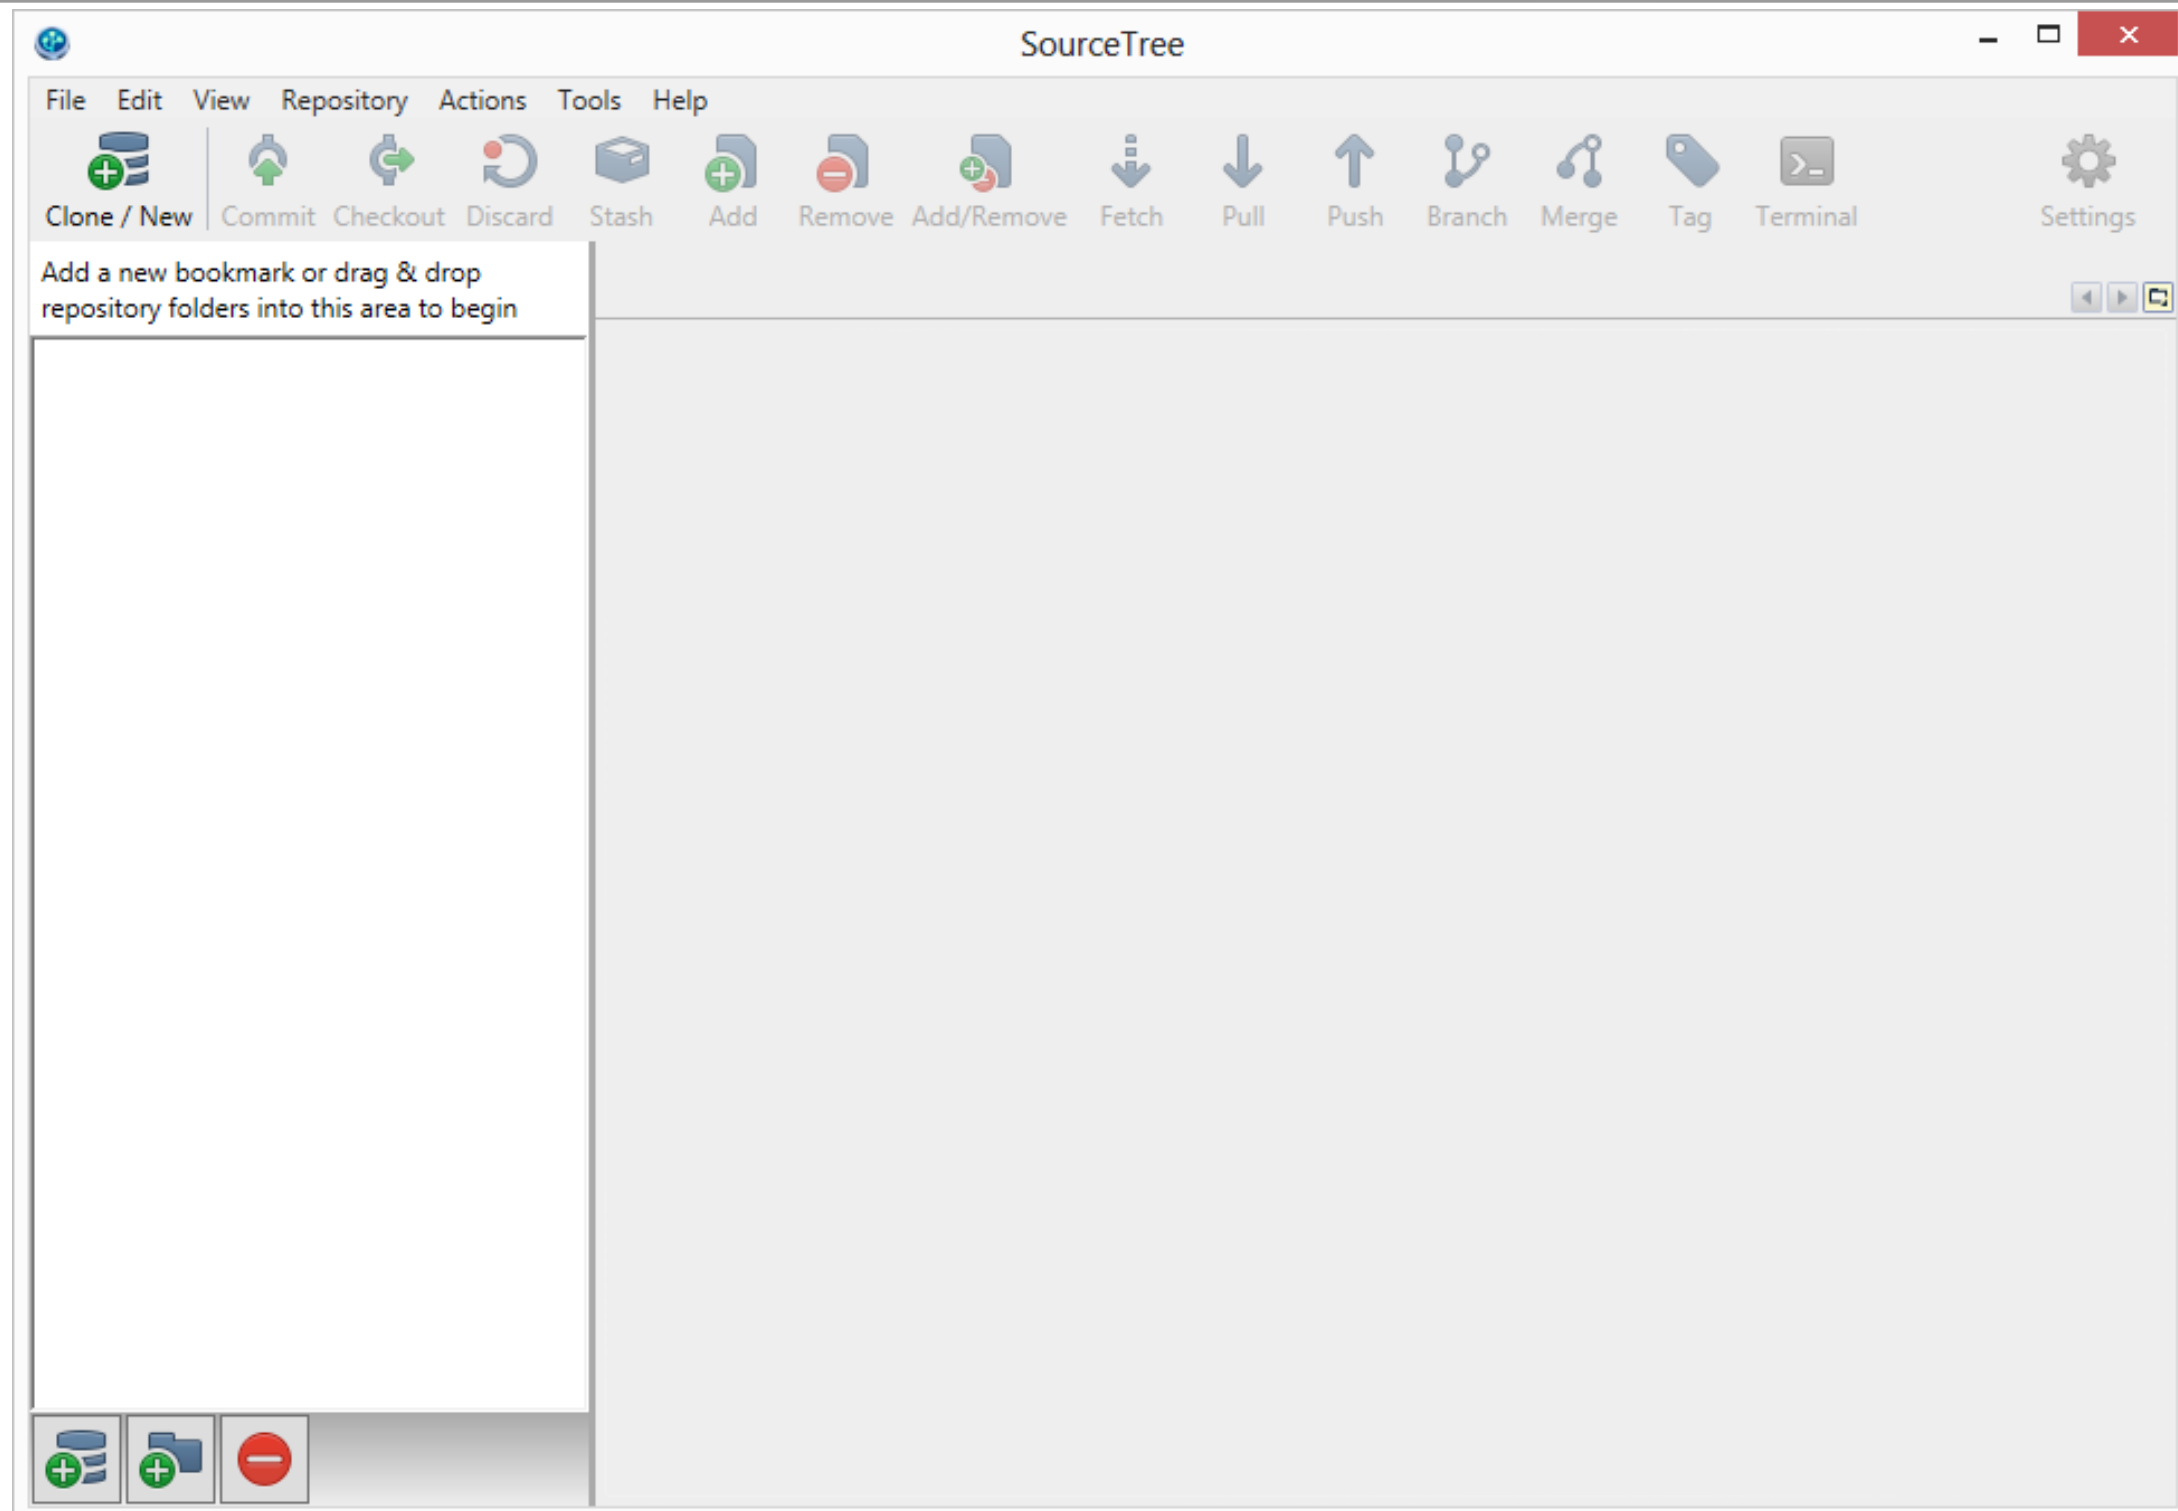 SourceTree
File Edit View Repository Actions Tools Help
Clone / New Commit Checkout Discard Stash Add Remove Add/Remove Fetch Pull Push Branch Merge Tag Terminal Settings
Add a new bookmark or drag & drop
repository folders into this area to begin